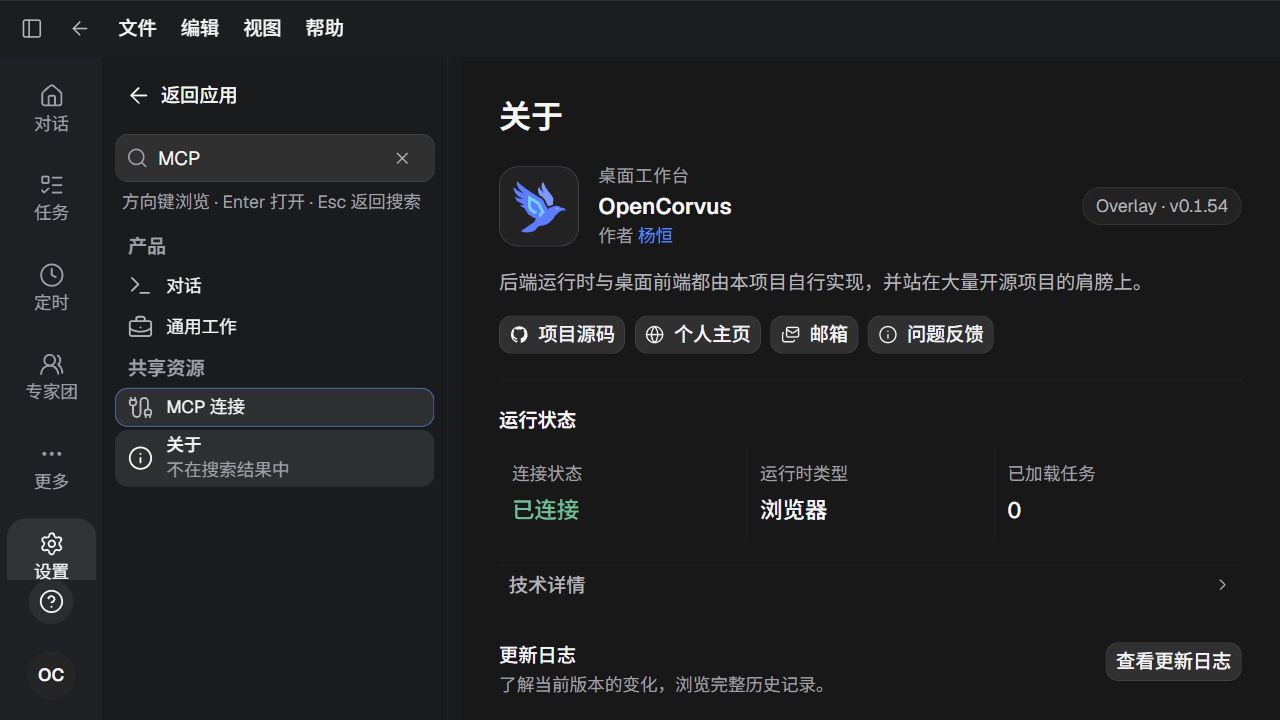 文件 编辑 视图 帮助
对话
任务
定时
专家团
更多
设置
OC
返回应用
MCP
方向键浏览 · Enter 打开 · Esc 返回搜索
产品
对话
通用工作
共享资源
MCP 连接
关于
不在搜索结果中
关于
桌面工作台
OpenCorvus
作者 杨恒
Overlay · v0.1.54
后端运行时与桌面前端都由本项目自行实现，并站在大量开源项目的肩膀上。
项目源码 个人主页 邮箱 问题反馈
运行状态
连接状态 运行时类型 已加载任务
已连接 浏览器 0
技术详情
更新日志
了解当前版本的变化，浏览完整历史记录。
查看更新日志